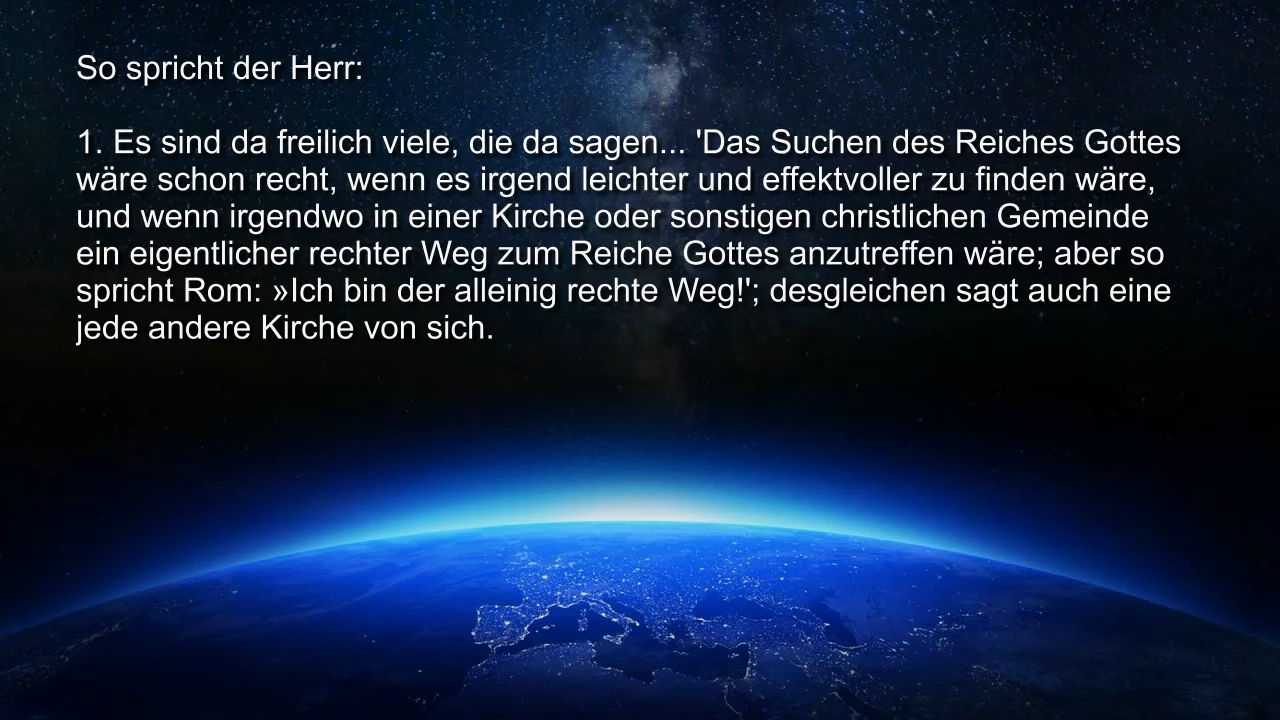 So spricht der Herr:
1. Es sind da freilich viele, die da sagen... 'Das Suchen des Reiches Gottes
wäre schon recht, wenn es irgend leichter und effektvoller zu finden wäre,
und wenn irgendwo in einer Kirche oder sonstigen christlichen Gemeinde
ein eigentlicher rechter Weg zum Reiche Gottes anzutreffen wäre; aber so
spricht Rom: »Ich bin der alleinig rechte Weg!'; desgleichen sagt auch eine
jede andere Kirche von sich.